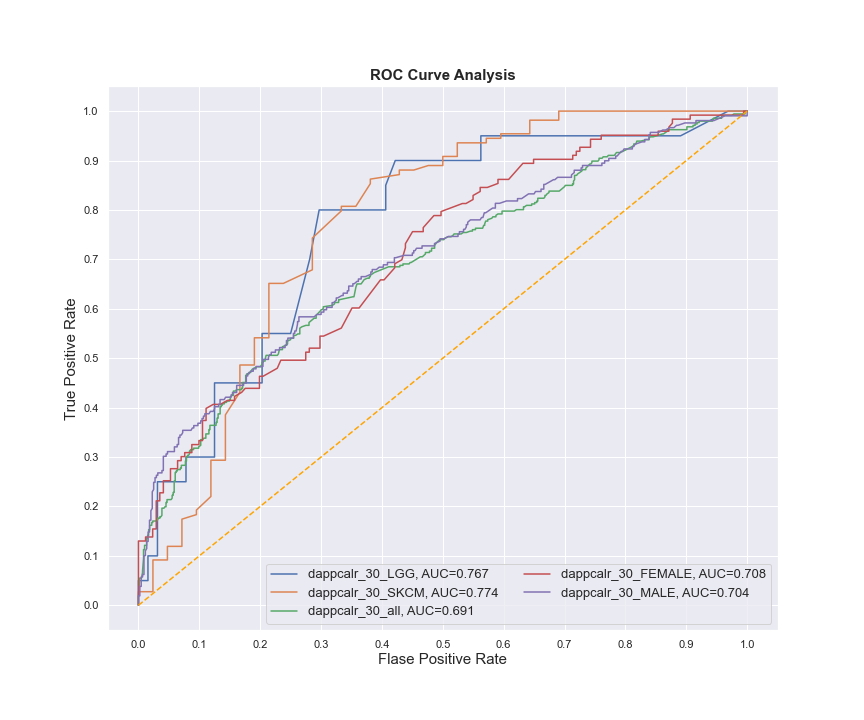 ROC Curve Analysis
True Positive Rate
1.0
0.9
0.8
0.7
0.6
0.5
0.4
0.3
0.2
0.1
0.0
dappcalr_30_LGG, AUC=0.767
dappcalr_30_SKCM, AUC=0.774
dappcalr_30_all, AUC=0.691
dappcalr_30_FEMALE, AUC=0.708
dappcalr_30_MALE, AUC=0.704
0.0 0.1 0.2 0.3 0.4 0.5 0.6 0.7 0.8 0.9 1.0
Flase Positive Rate